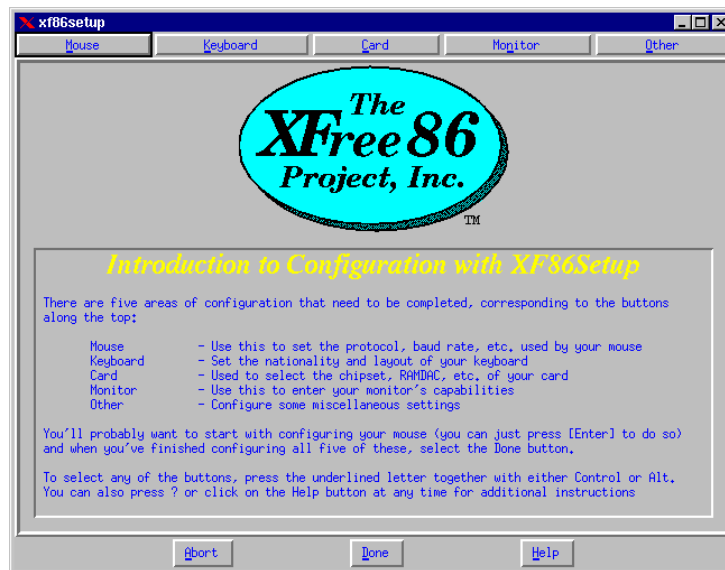 xf86setup
Mouse Keyboard Card Monitor Other
The
XFree86
Project, Inc.
TM
Introduction to Configuration with XF86Setup
There are five areas of configuration that need to be completed, corresponding to the buttons
along the top:
Mouse - Use this to set the protocol, baud rate, etc. used by your mouse
Keyboard - Set the nationality and layout of your keyboard
Card - Used to select the chipset, RAMDAC, etc. of your card
Monitor - Use this to enter your monitor's capabilities
Other - Configure some miscellaneous settings
You'll probably want to start with configuring your mouse (you can just press [Enter] to do so)
and when you've finished configuring all five of these, select the Done button.
To select any of the buttons, press the underlined letter together with either Control or Alt.
You can also press ? or click on the Help button at any time for additional instructions
Abort Done Help